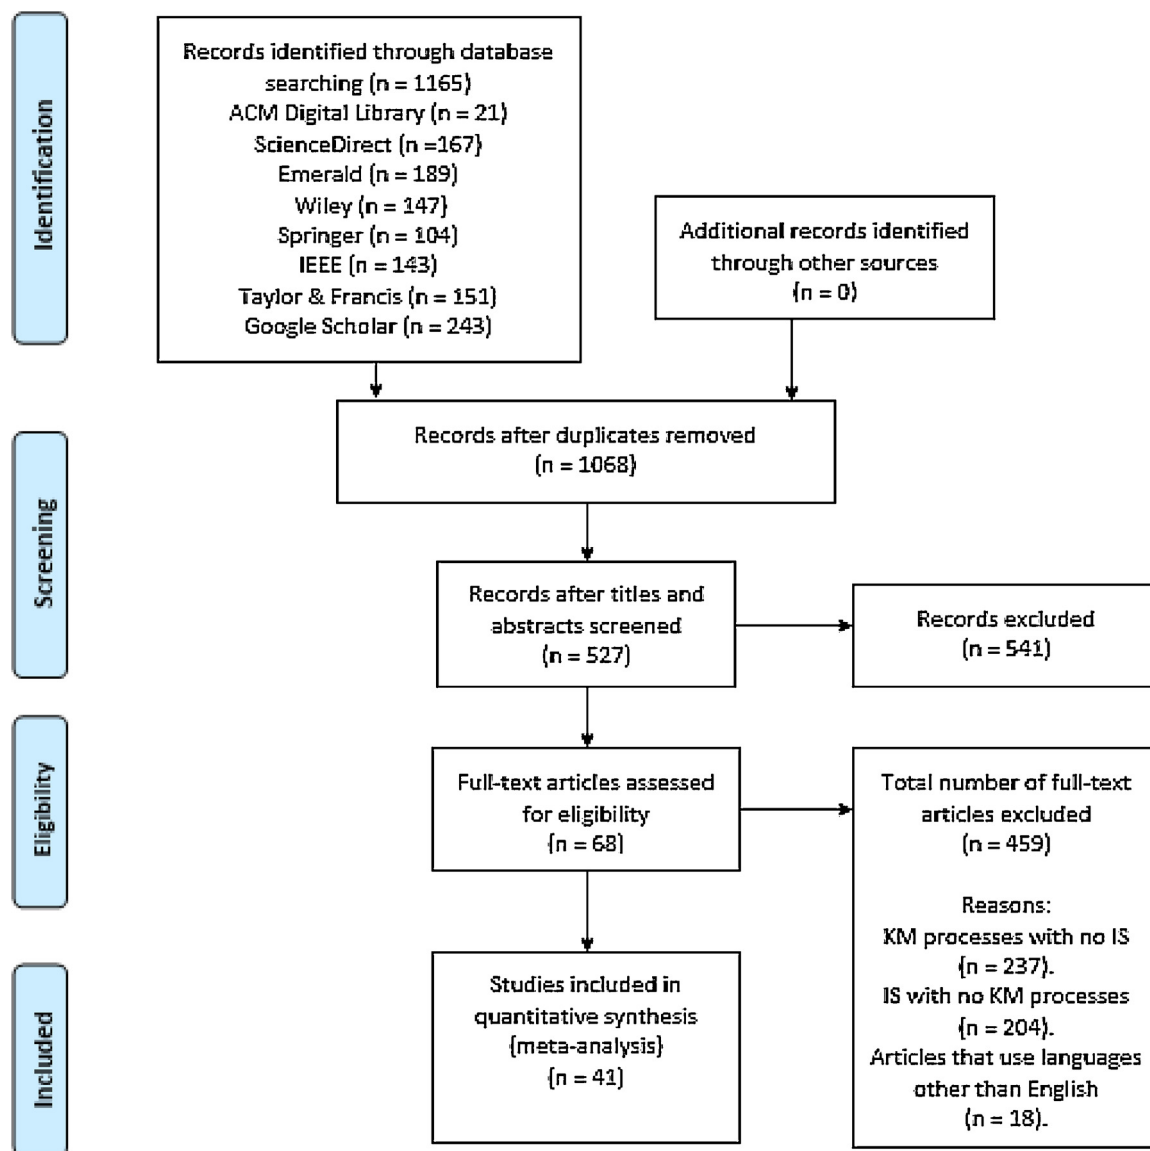 Identification
Records identified through database
searching (n = 1165)
ACM Digital Library (n = 21)
ScienceDirect (n =167)
Emerald (n = 189)
Wiley (n = 147)
Springer (n = 104)
IEEE (n = 143)
Taylor & Francis (n = 151)
Google Scholar (n = 243)
Additional records identified
through other sources
(n = 0)
Screening
Records after duplicates removed
(n = 1068)
Records after titles and
abstracts screened
(n = 527)
Records excluded
(n = 541)
Eligibility
Full-text articles assessed
for eligibility
(n = 68)
Total number of full-text
articles excluded
(n = 459)
Reasons:
KM processes with no IS
(n = 237).
IS with no KM processes
(n = 204).
Articles that use languages
other than English
(n = 18).
Included
Studies included in
quantitative synthesis
(meta-analysis)
(n = 41)